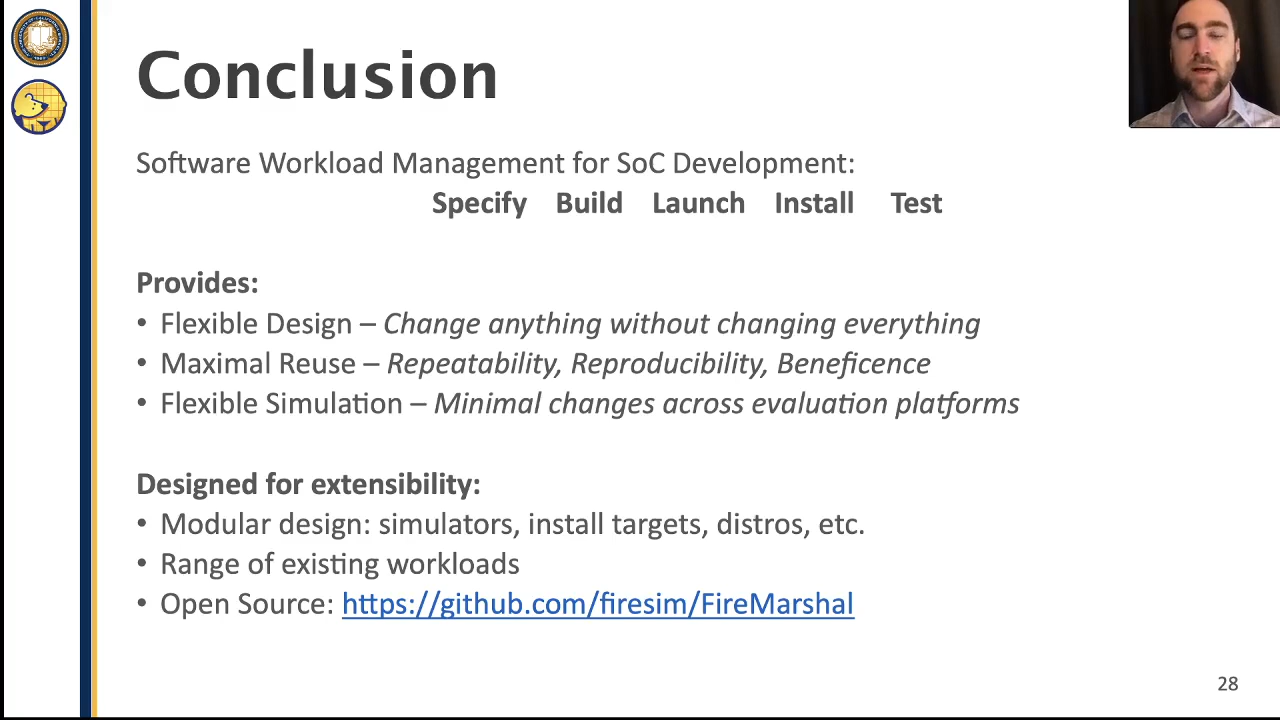 Conclusion
Software Workload Management for SoC Development:
Specify Build Launch Install Test
Provides:
• Flexible Design – Change anything without changing everything
• Maximal Reuse – Repeatability, Reproducibility, Beneficence
• Flexible Simulation – Minimal changes across evaluation platforms
Designed for extensibility:
• Modular design: simulators, install targets, distros, etc.
• Range of existing workloads
• Open Source: https://github.com/firesim/FireMarshal
28